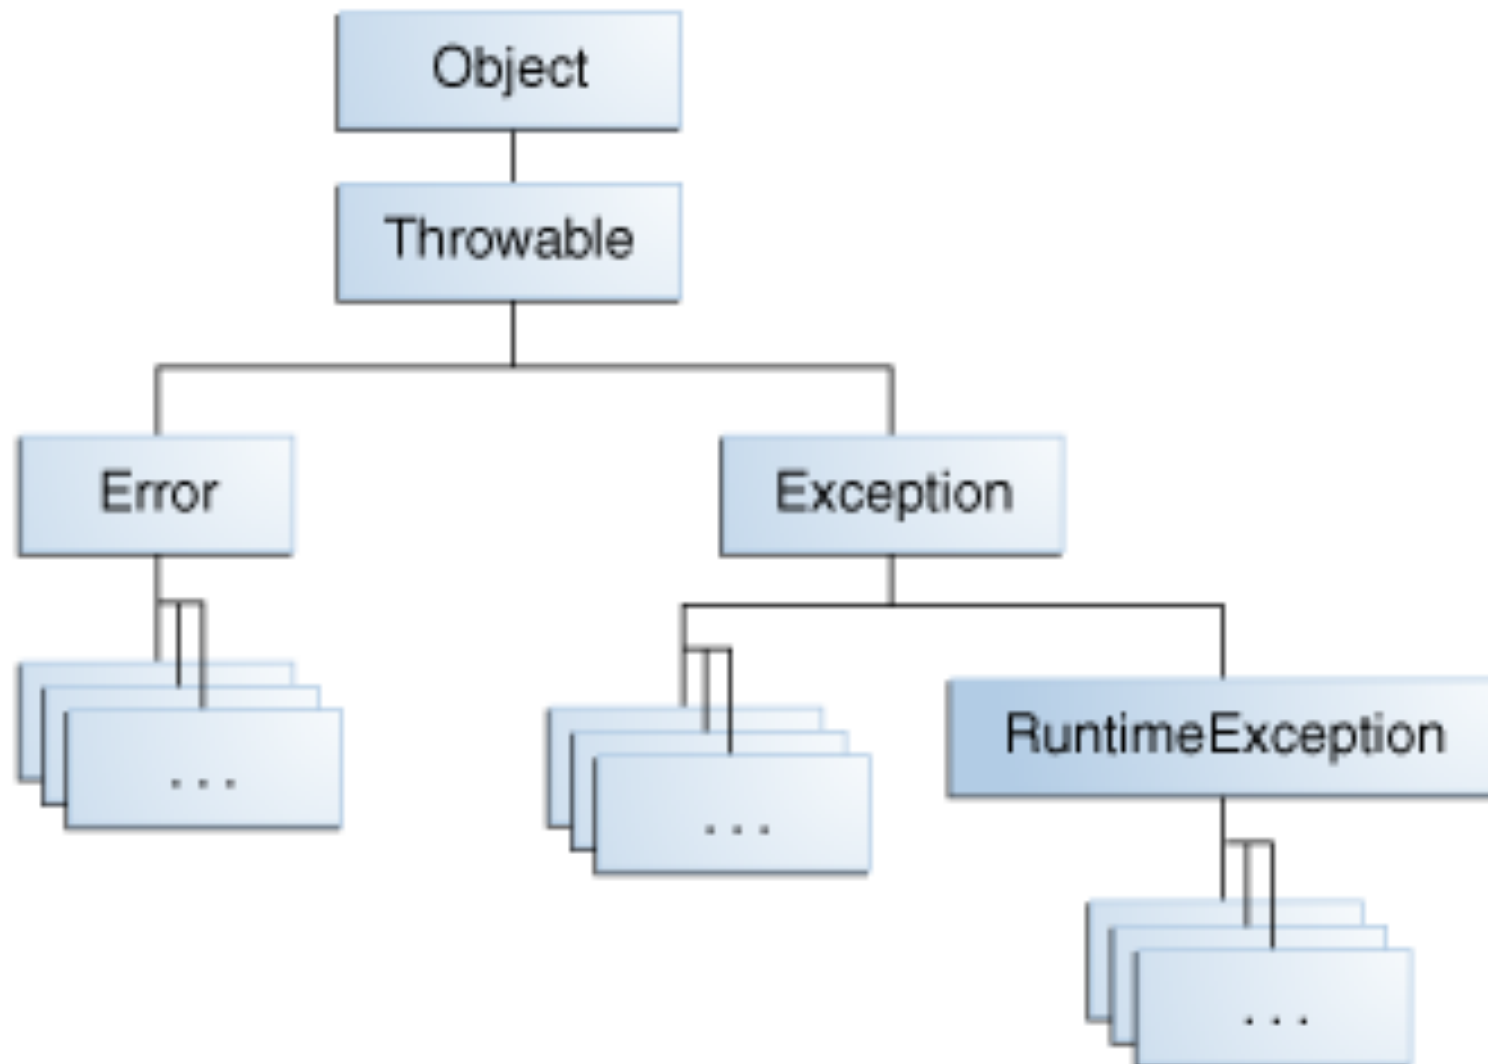 Object
Throwable
Error
Exception
RuntimeException
...
...
...